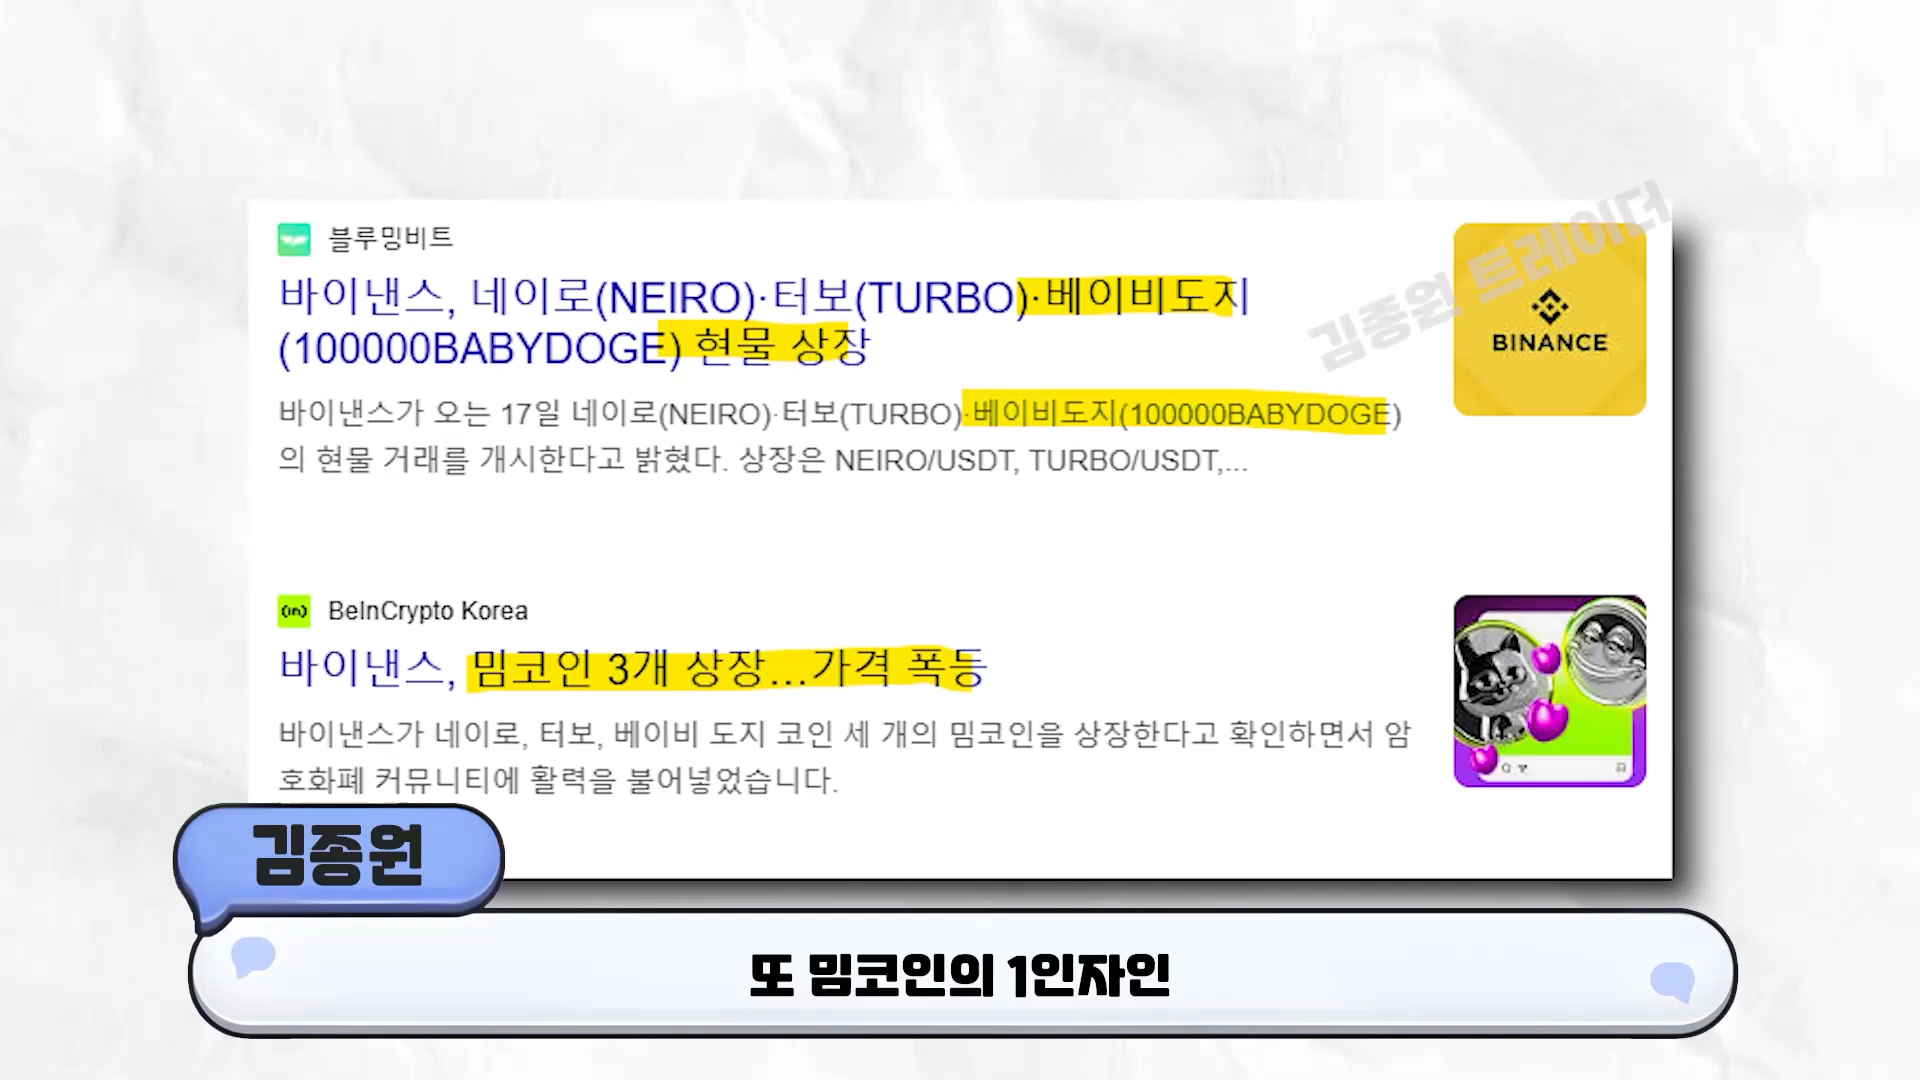 블루밍비트
바이낸스, 네이로(NEIRO)·터보(TURBO)·베이비도지
(100000BABYDOGE) 현물 상장
바이낸스가 오는 17일 네이로(NEIRO)·터보(TURBO)·베이비도지(100000BABYDOGE)
의 현물 거래를 개시한다고 밝혔다. 상장은 NEIRO/USDT, TURBO/USDT,...
김종원 트레이더
BINANCE
(in)
BeInCrypto Korea
바이낸스, 밈코인 3개 상장...가격 폭등
바이낸스가 네이로, 터보, 베이비 도지 코인 세 개의 밈코인을 상장한다고 확인하면서 암
호화폐 커뮤니티에 활력을 불어넣었습니다.
김종원
또 밈코인의 1인자인